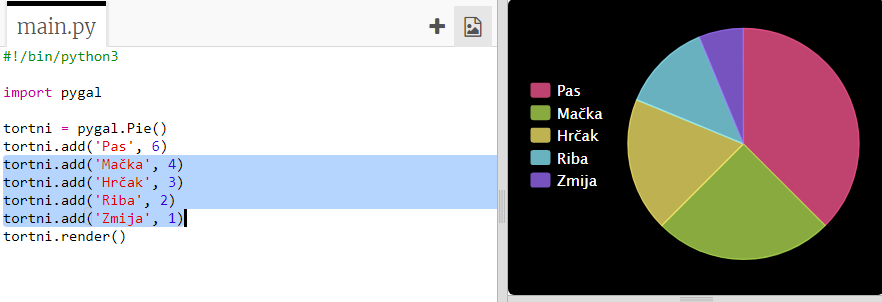 main.py
#!/bin/python3
import pygal
tortni = pygal.Pie()
tortni.add('Pas', 6)
tortni.add('Mačka', 4)
tortni.add('Hrčak', 3)
tortni.add('Riba', 2)
tortni.add('Zmija', 1)
tortni.render()
Pas
Mačka
Hrčak
Riba
Zmija